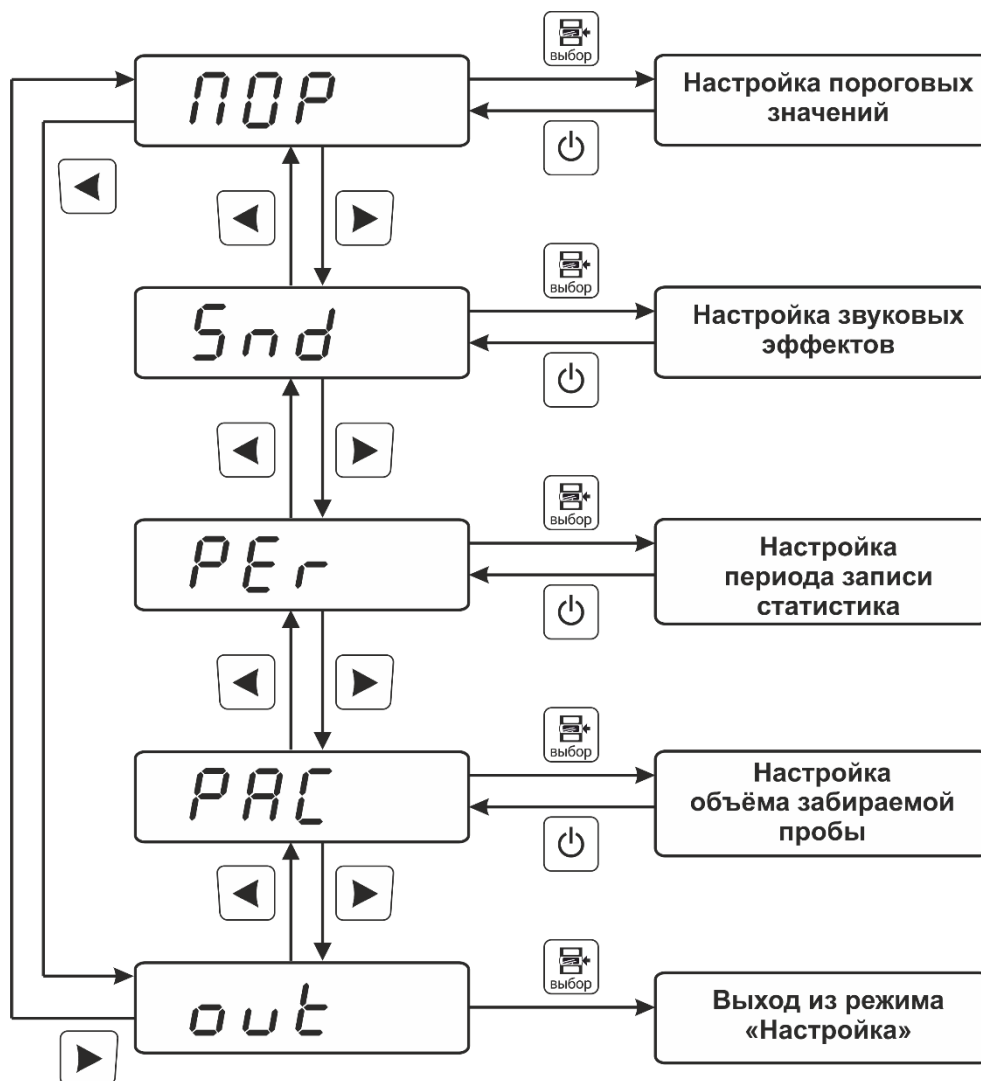 выбор
ПОР
Настройка пороговых
значений
выбор
Snd
Настройка звуковых
эффектов
выбор
PEr
Настройка
периода записи
статистика
выбор
PAC
Настройка
объёма забираемой
пробы
выбор
out
Выход из режима
«Настройка»